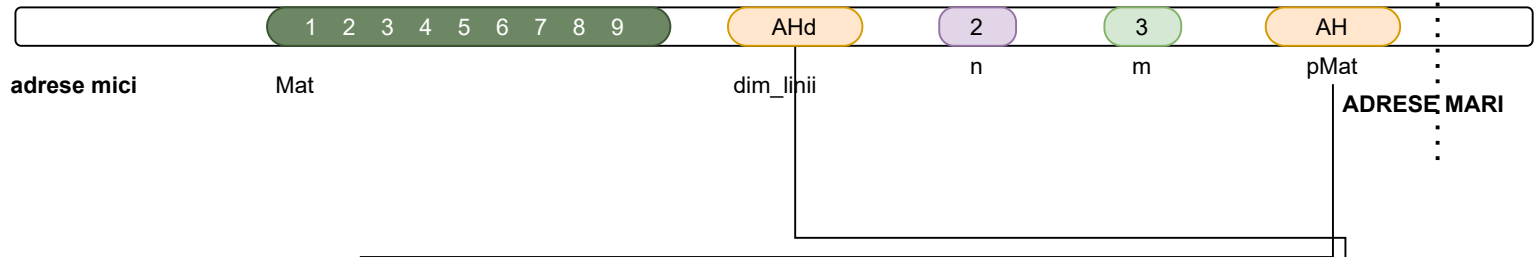 1 2 3 4 5 6 7 8 9 AHd 2 3 AH
n m pMat
adrese mici Mat dim_linii
ADRESE MARI